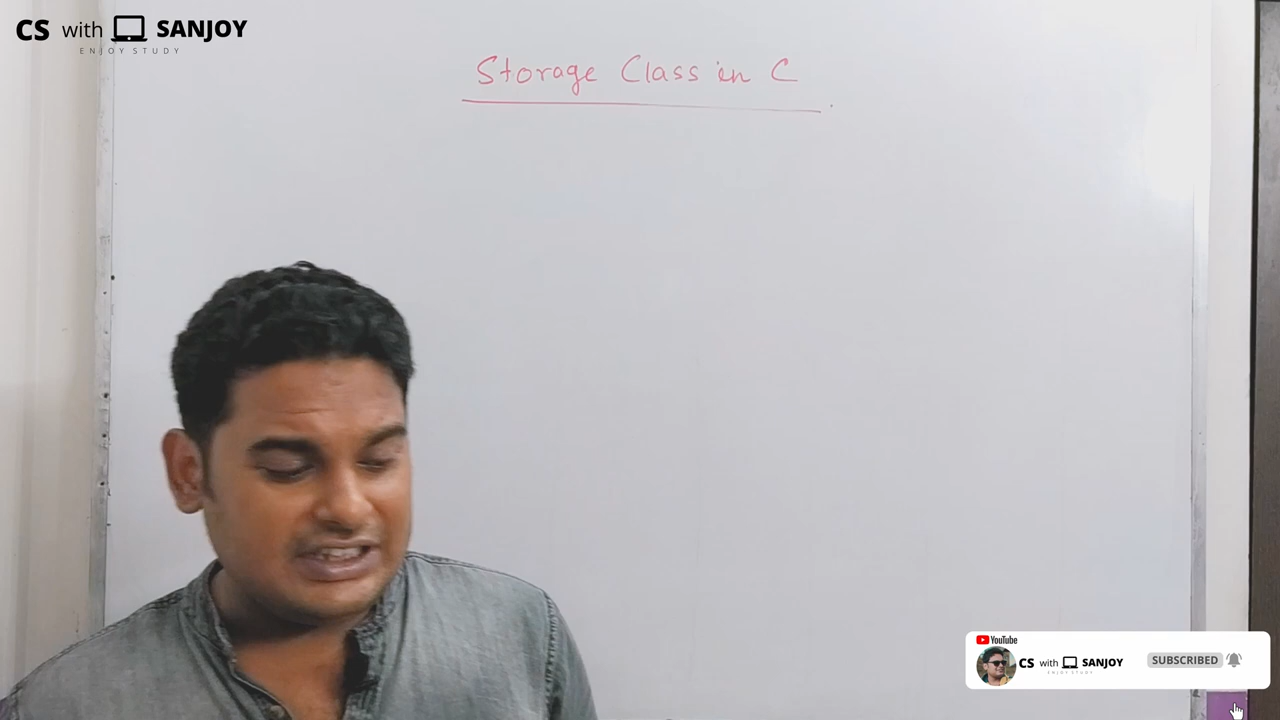 CS with SANJOY
ENJOY STUDY
Storage Class in C
YouTube
CS with SANJOY
SUBSCRIBED